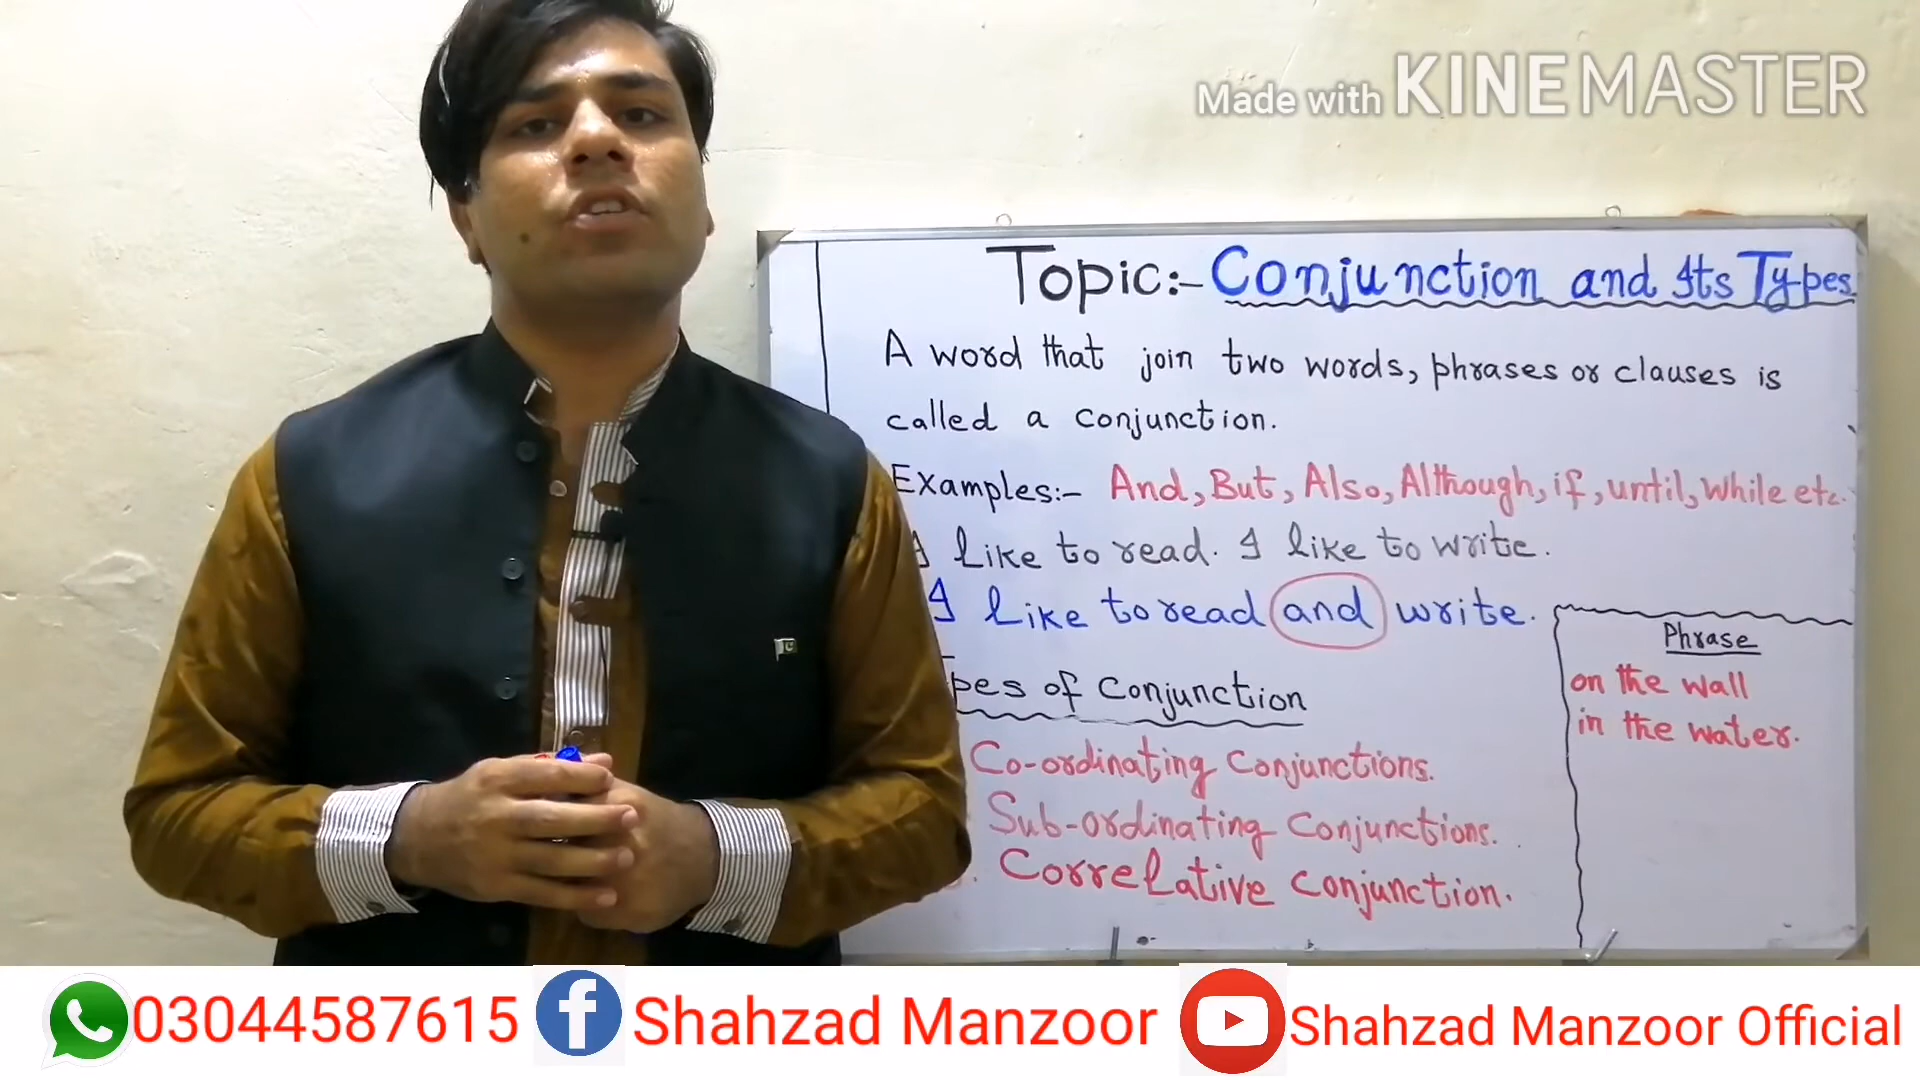 Made with KINEMASTER
Topic:- Conjunction and Its Types
A word that join two words, phrases or clauses is
called a conjunction.
Examples:- And, But, Also, Although, if, until, While etc.
I like to read. I like to write.
I like to read and write.
Phrase
on the wall
in the water.
pes of conjunction
Co-ordinating Conjunctions.
Sub-ordinating Conjunctions.
Correlative Conjunction.
03044587615 Shahzad Manzoor Shahzad Manzoor Official